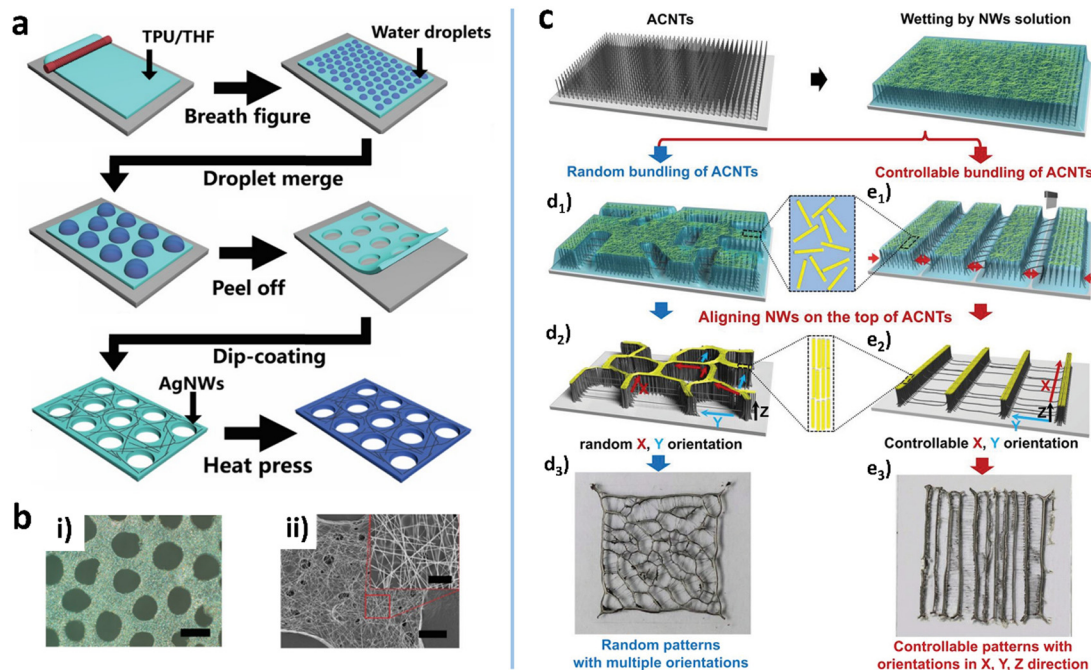 a
TPU/THF
Water droplets
Breath figure
Droplet merge
Peel off
Dip-coating
AgNWs
Heat press
b
i)
ii)
c
ACNTs
Wetting by NWs solution
Random bundling of ACNTs
Controllable bundling of ACNTs
d1)
e1)
Aligning NWs on the top of ACNTs
d2)
e2)
X
Y
Z
X
Y
Z
random X, Y orientation
Controllable X, Y orientation
d3)
e3)
Random patterns
with multiple orientations
Controllable patterns with
orientations in X, Y, Z direction